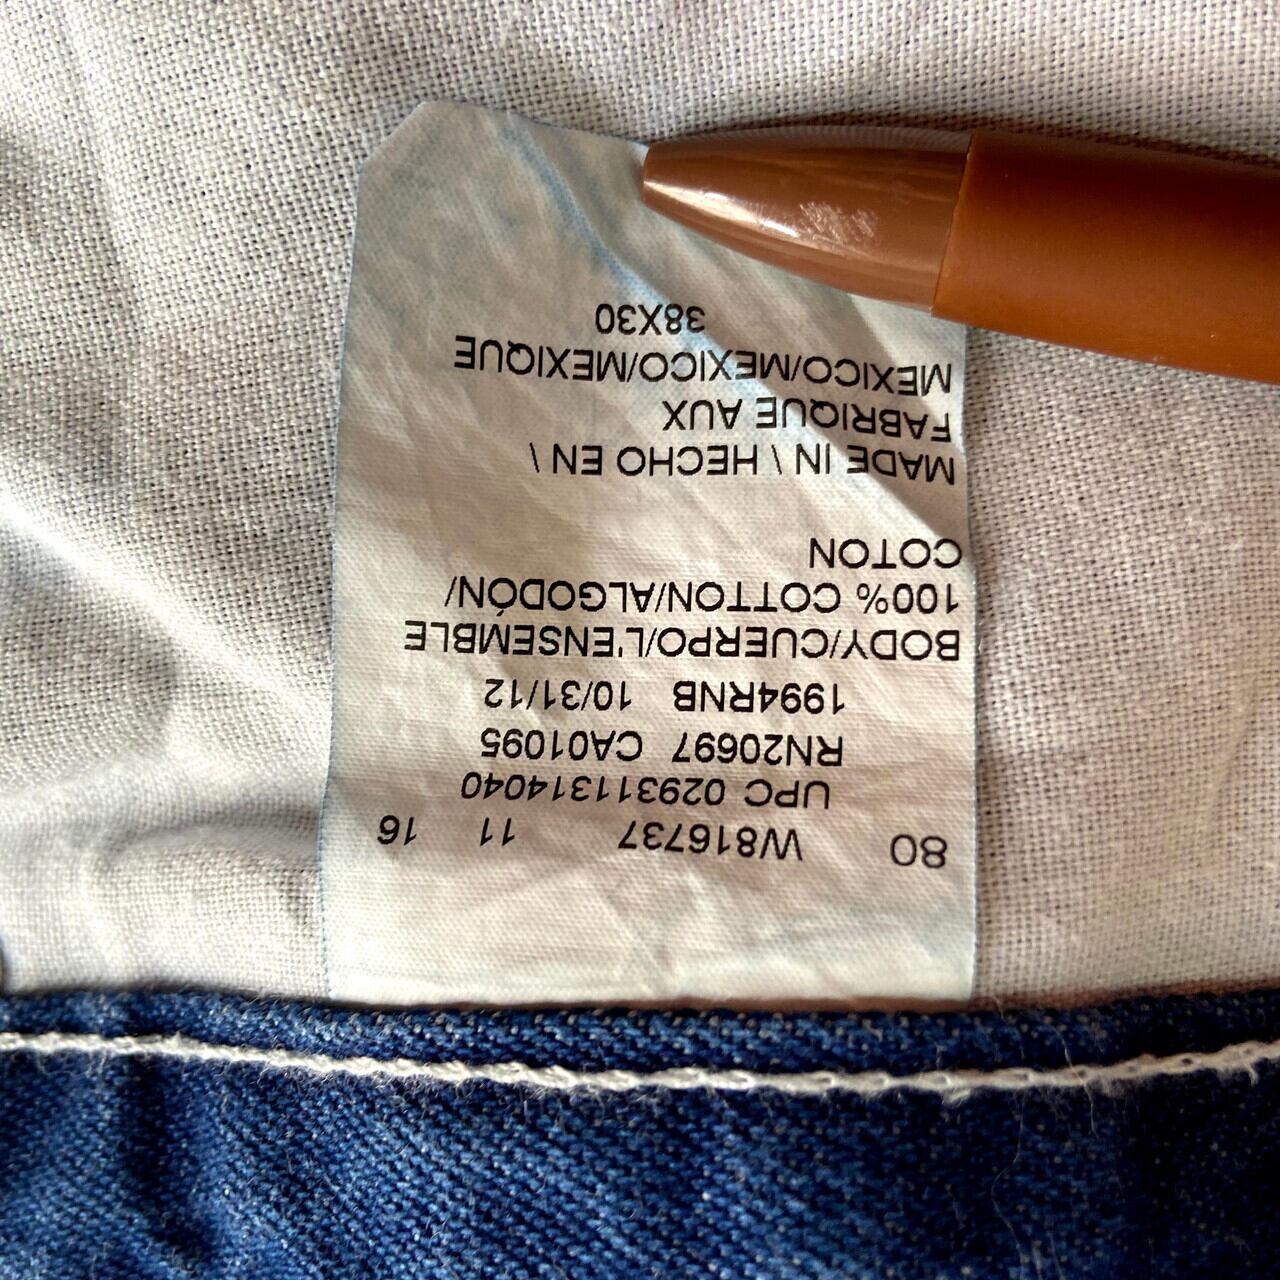 80 W816737 11 16
UPC 029311314040
RN20697 CA01095
1994RNB 10/31/12
BODY/CUERPO/L'ENSEMBLE
100% COTTON/ALGODÓN/
COTON
MADE IN \ HECHO EN \
FABRIQUE AUX
MEXICO/MEXICO/MEXIQUE
38X30